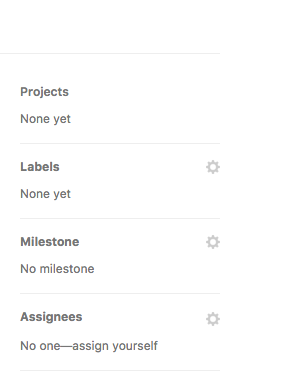 Projects
None yet
Labels
None yet
Milestone
No milestone
Assignees
No one—assign yourself